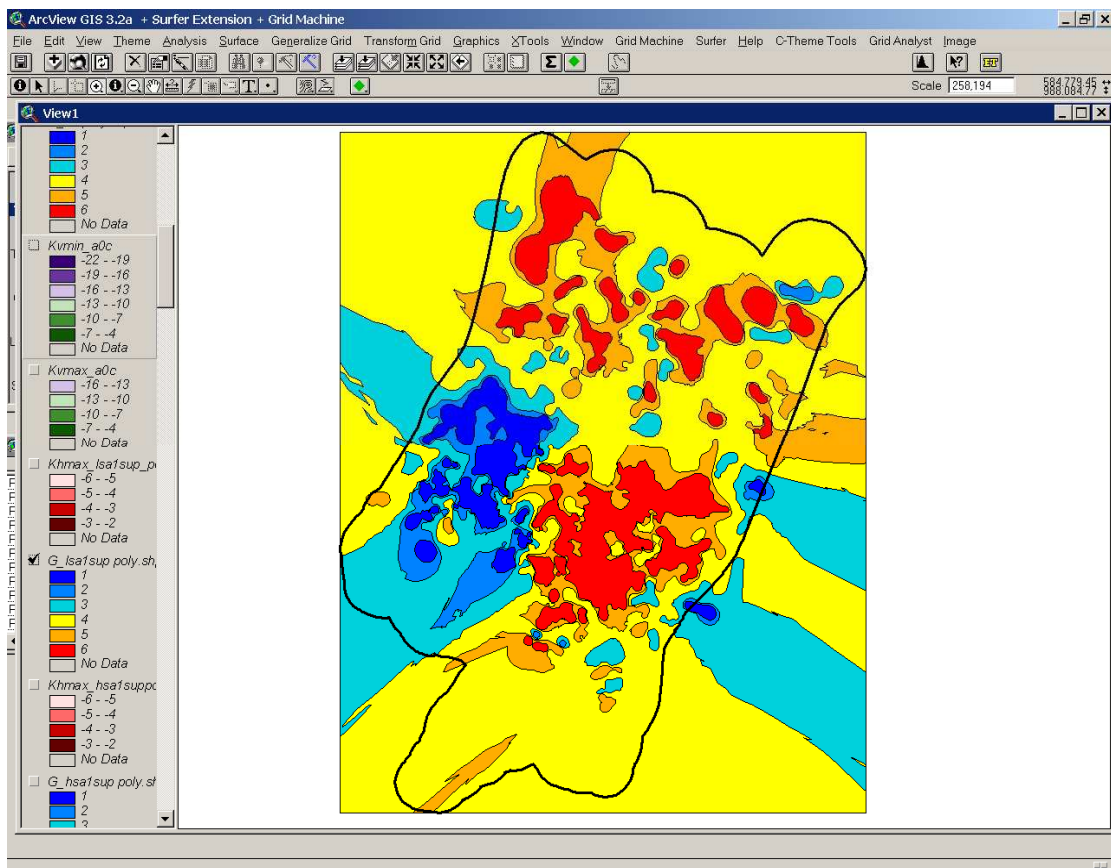 ArcView GIS 3.2a + Surfer Extension + Grid Machine
File Edit View Theme Analysis Surface Generalize Grid Transform Grid Graphics XTools Window Grid Machine Surfer Help C-Theme Tools Grid Analyst Image
Scale 258,194
584,779.45
988,084.77
View1
1
2
3
4
5
6
No Data
Kvmin_a0c
-22 - -19
-19 - -16
-16 - -13
-13 - -10
-10 - -7
-7 - -4
No Data
Kvmax_a0c
-16 - -13
-13 - -10
-10 - -7
-7 - -4
No Data
Khmax_lsa1sup_p
-6 - -5
-5 - -4
-4 - -3
-3 - -2
No Data
G_lsa1sup poly.sh
1
2
3
4
5
6
No Data
Khmax_hsa1suppo
-6 - -5
-5 - -4
-4 - -3
-3 - -2
No Data
G_hsa1sup poly.sh
1
2
3